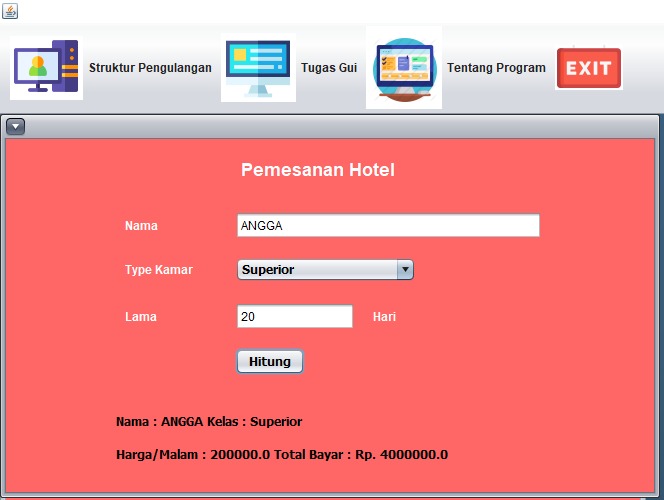 Struktur Pengulangan Tugas Gui Tentang Program EXIT
Pemesanan Hotel
Nama ANGGA
Type Kamar Superior
Lama 20 Hari
Hitung
Nama : ANGGA Kelas : Superior
Harga/Malam : 200000.0 Total Bayar : Rp. 4000000.0